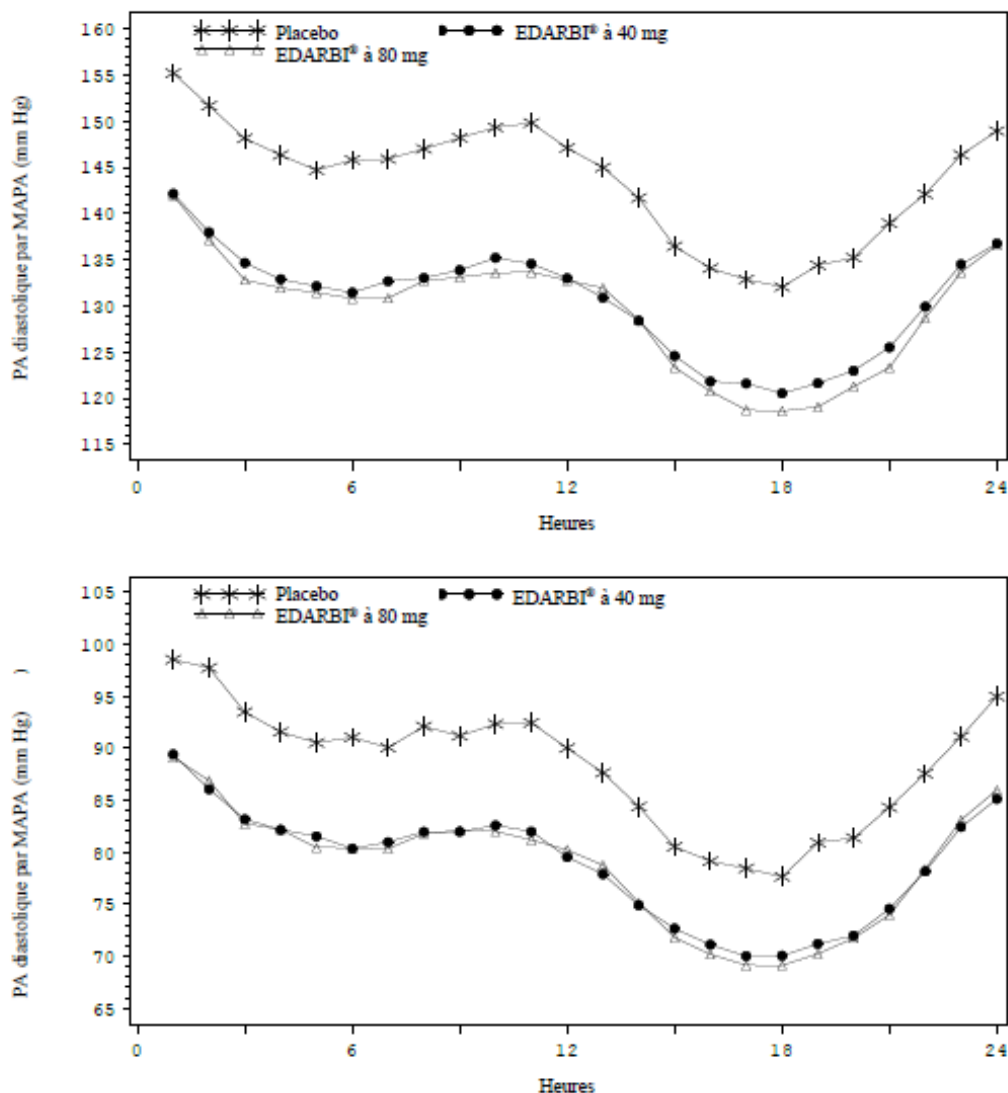 Placebo
EDARBI® à 40 mg
EDARBI® à 80 mg
PA diastolique par MAPA (mm Hg)
160
155
150
145
140
135
130
125
120
115
0 6 12 18 24
Heures
Placebo
EDARBI® à 40 mg
EDARBI® à 80 mg
PA diastolique par MAPA (mm Hg) )
105
100
95
90
85
80
75
70
65
0 6 12 18 24
Heures